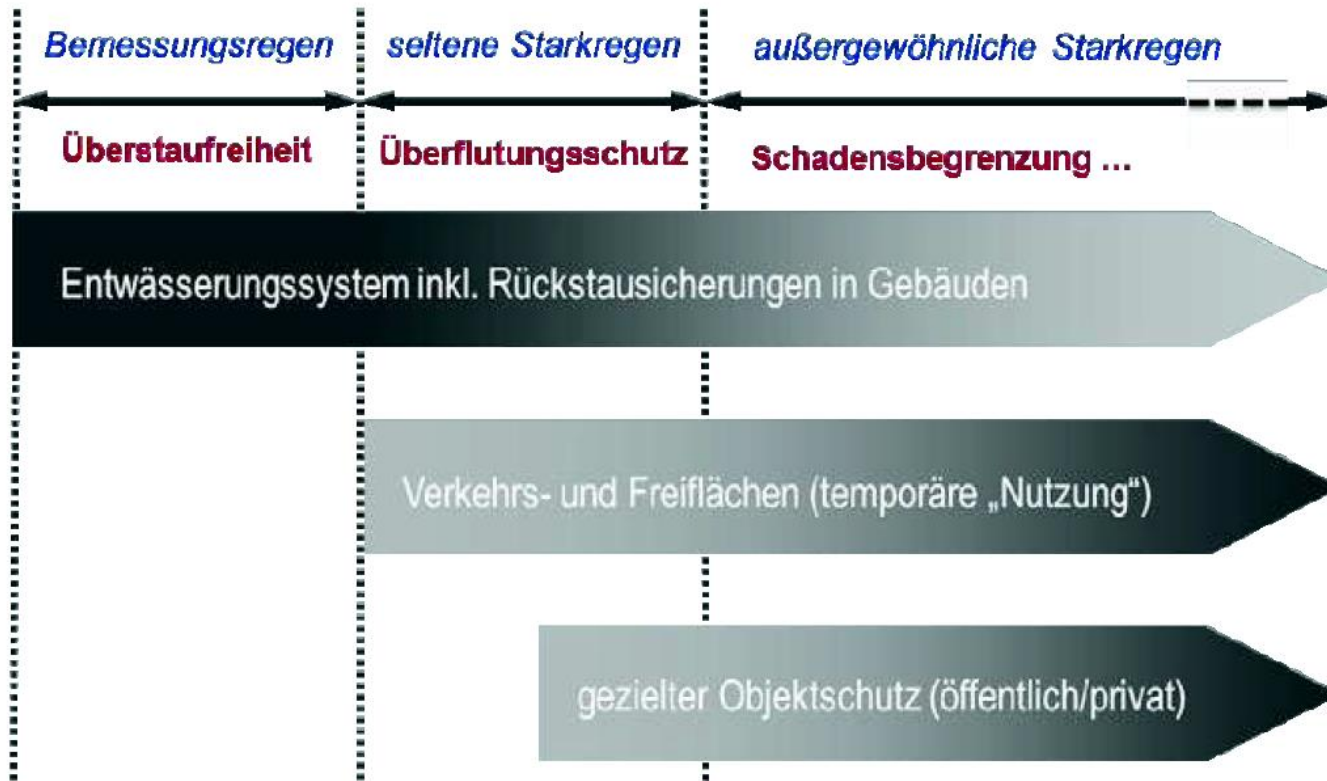 Bemessungsregen seltene Starkregen außergewöhnliche Starkregen
Überstaufreiheit Überflutungsschutz Schadensbegrenzung ...
Entwässerungssystem inkl. Rückstausicherungen in Gebäuden
Verkehrs- und Freiflächen (temporäre „Nutzung“)
gezielter Objektschutz (öffentlich/privat)